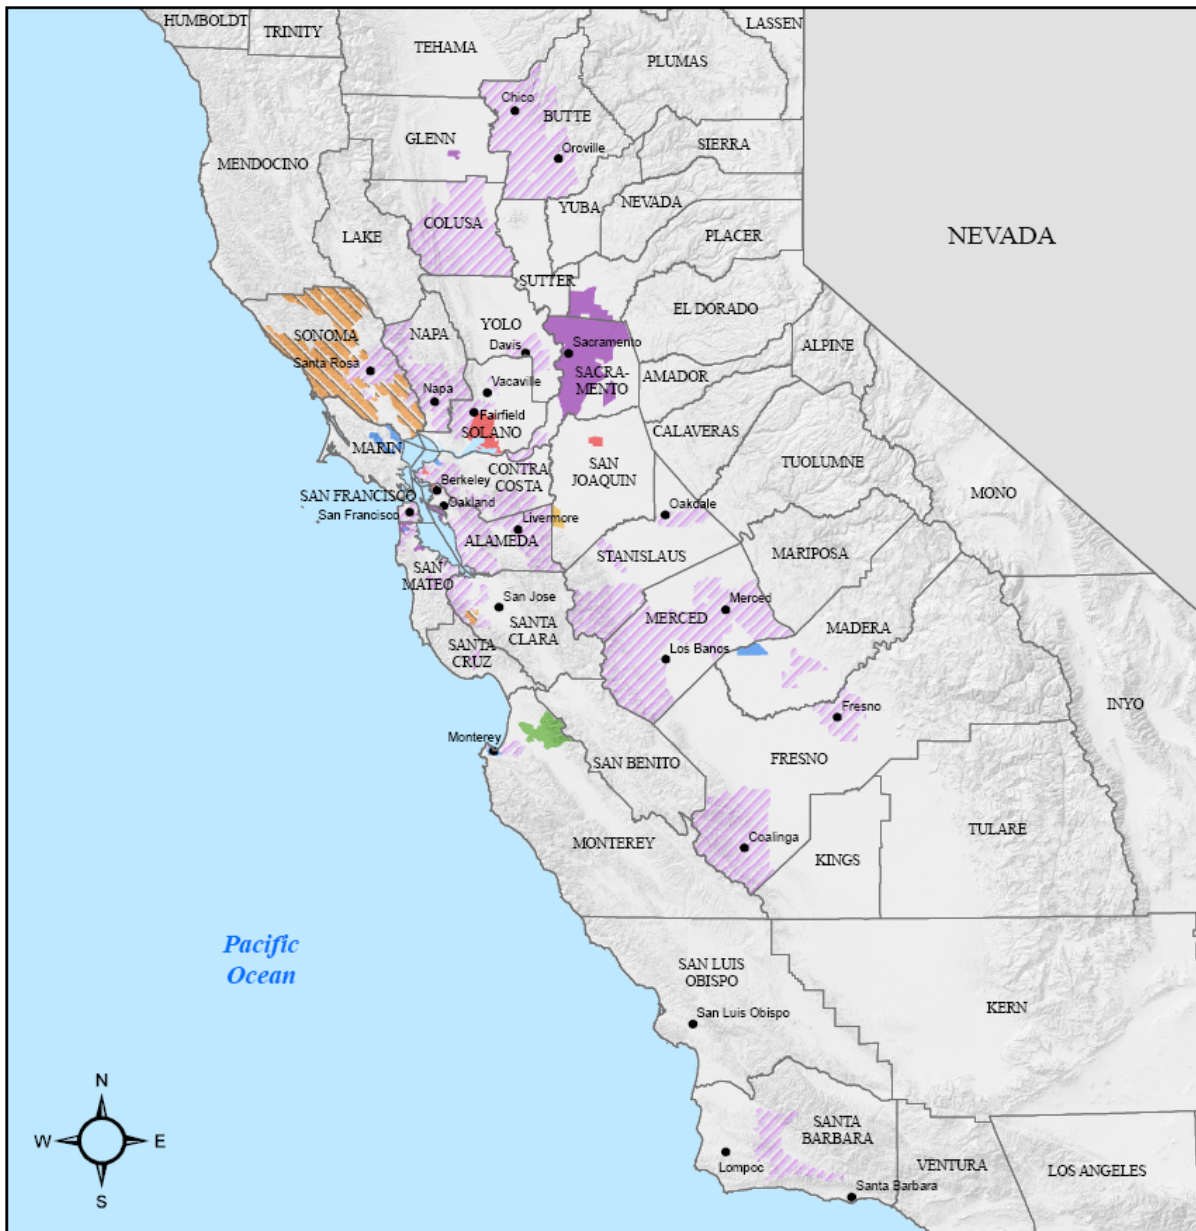 HUMBOLDT
TRINITY
LASSEN
TEHAMA
PLUMAS
Chico
BUTTE
GLENN
SIERRA
Oroville
MENDOCINO
NEVADA
YUBA
COLUSA
LAKE
PLACER
NEVADA
SUTTER
EL DORADO
YOLO
SONOMA
NAPA
Davis
Sacramento
ALPINE
Santa Rosa
SACRA-
MENTO
AMADOR
Vacaville
Napa
Fairfield
SOLANO
CALAVERAS
MARIN
TUOLUMNE
CONTRA
COSTA
SAN
JOAQUIN
Berkeley
MONO
SAN FRANCISCO
Oakland
Oakdale
San Francisco
Livermore
ALAMEDA
STANISLAUS
MARIPOSA
SAN
MATEO
San Jose
Merced
SANTA
CLARA
MERCED
MADERA
SANTA
CRUZ
Los Banos
INYO
Fresno
Monterey
SAN BENITO
FRESNO
TULARE
Coalinga
MONTEREY
KINGS
Pacific
Ocean
SAN LUIS
OBISPO
KERN
San Luis Obispo
N
W
E
S
SANTA
BARBARA
Lompoc
VENTURA
LOS ANGELES
Santa Barbara